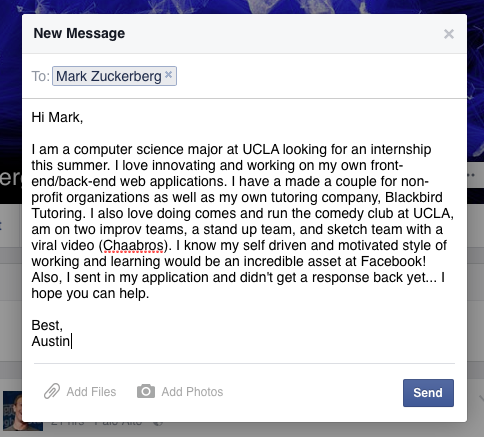 New Message
To: Mark Zuckerberg
Hi Mark,
I am a computer science major at UCLA looking for an internship
this summer. I love innovating and working on my own front-
end/back-end web applications. I have a made a couple for non-
profit organizations as well as my own tutoring company, Blackbird
Tutoring. I also love doing comes and run the comedy club at UCLA,
am on two improv teams, a stand up team, and sketch team with a
viral video (Chaabros). I know my self driven and motivated style of
working and learning would be an incredible asset at Facebook!
Also, I sent in my application and didn't get a response back yet... I
hope you can help.
Best,
Austin
Add Files Add Photos Send